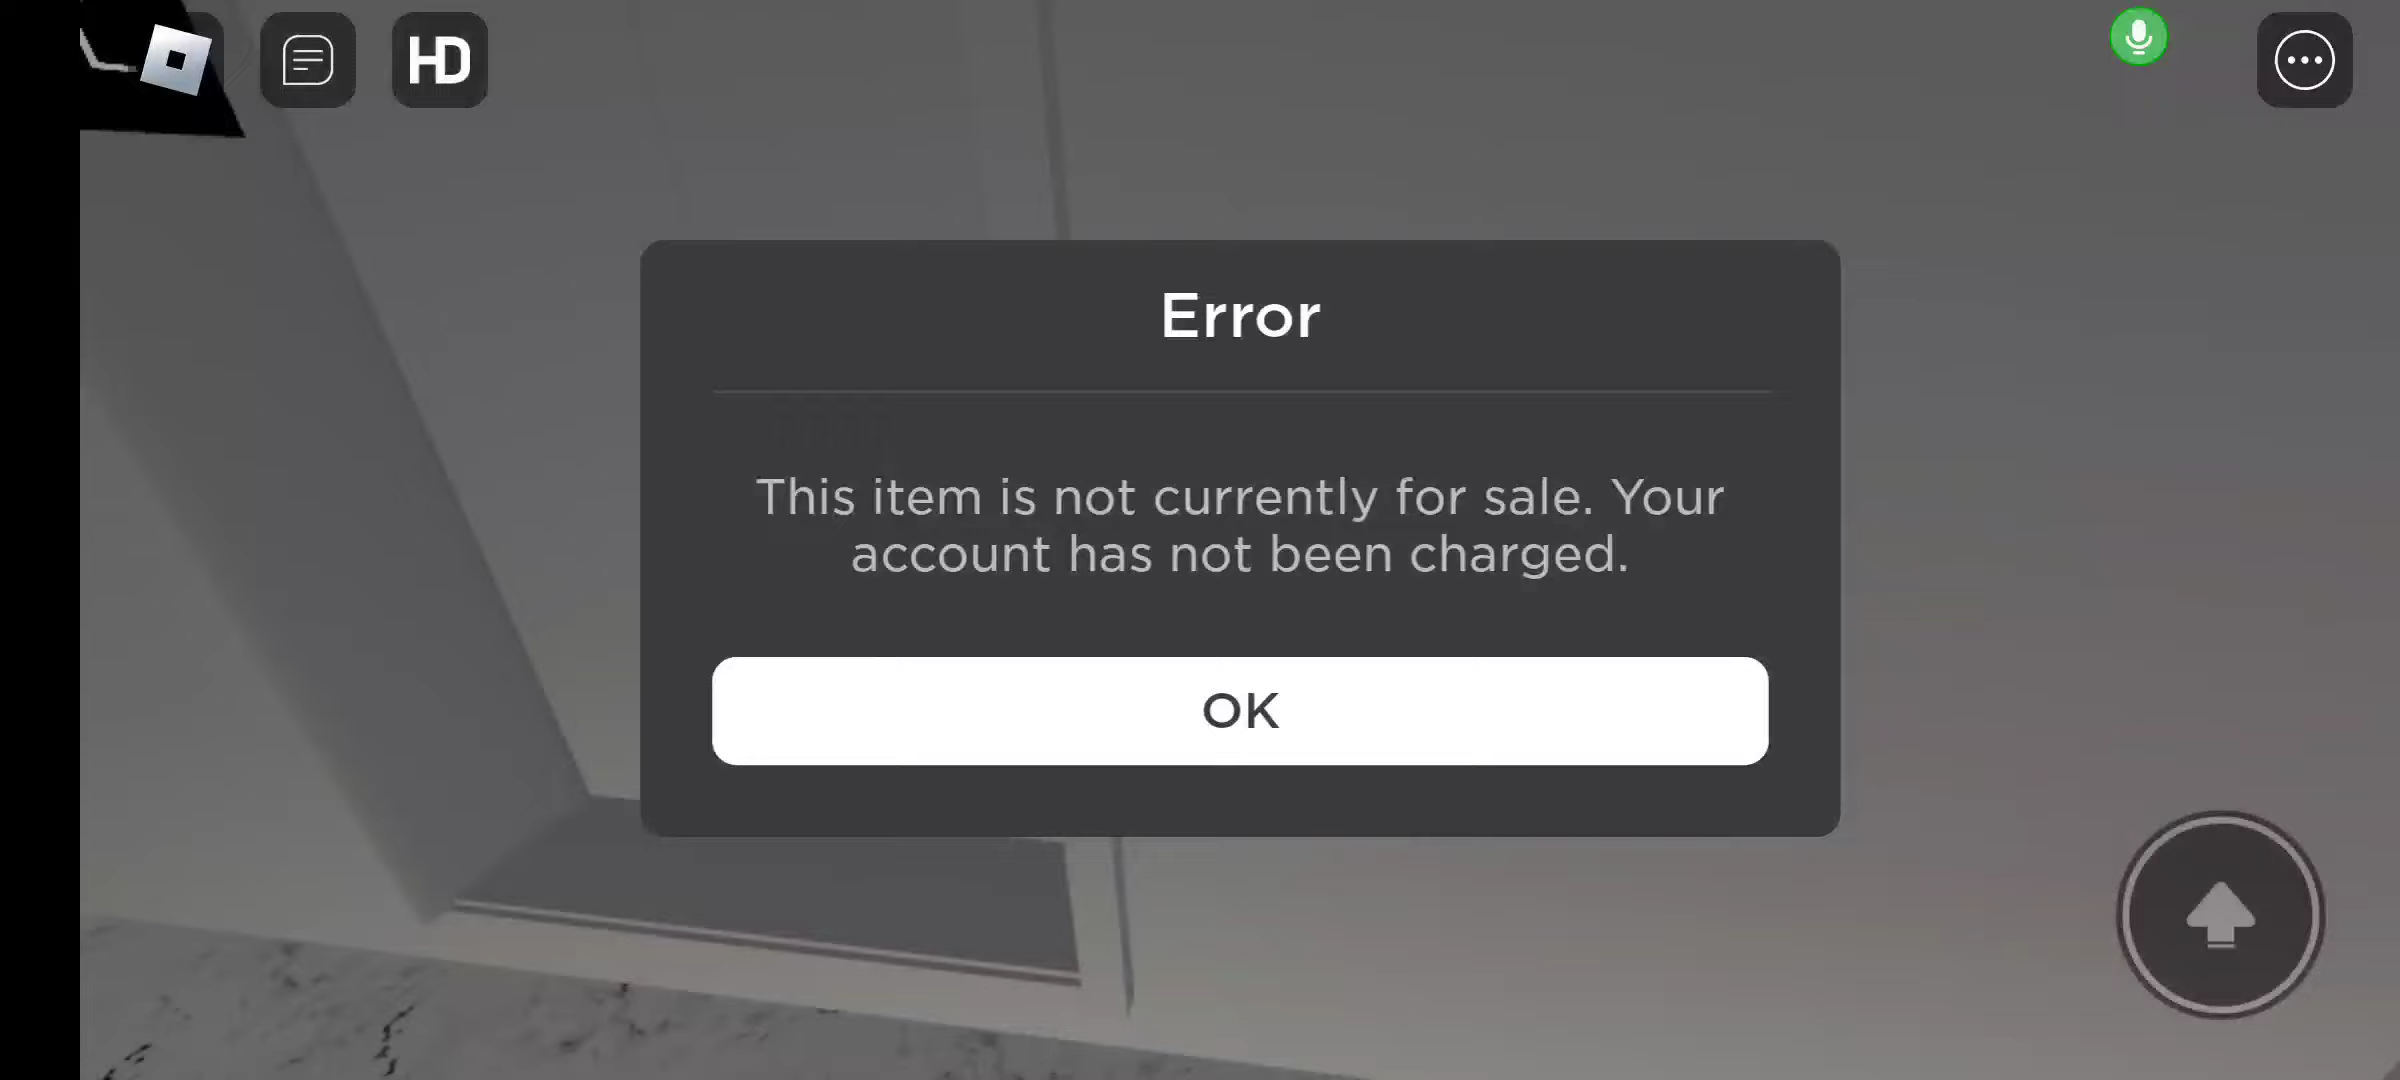 HD
Error
This item is not currently for sale. Your
account has not been charged.
OK